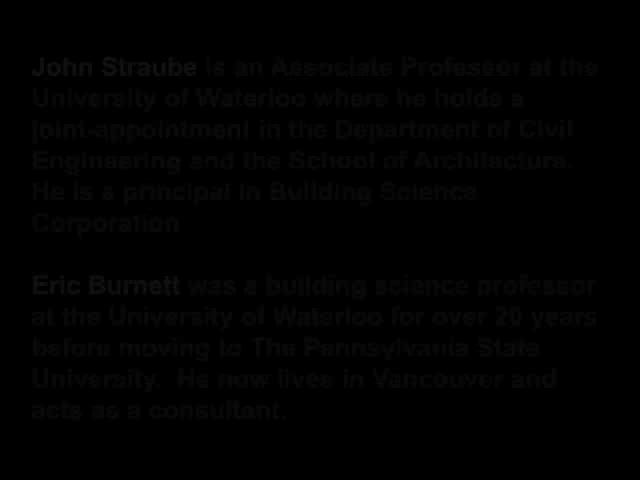 John Straube is an Associate Professor at the
University of Waterloo where he holds a
joint-appointment in the Department of Civil
Engineering and the School of Architecture.
He is a principal in Building Science
Corporation
Eric Burnett was a building science professor
at the University of Waterloo for over 20 years
before moving to The Pennsylvania State
University. He now lives in Vancouver and
acts as a consultant.